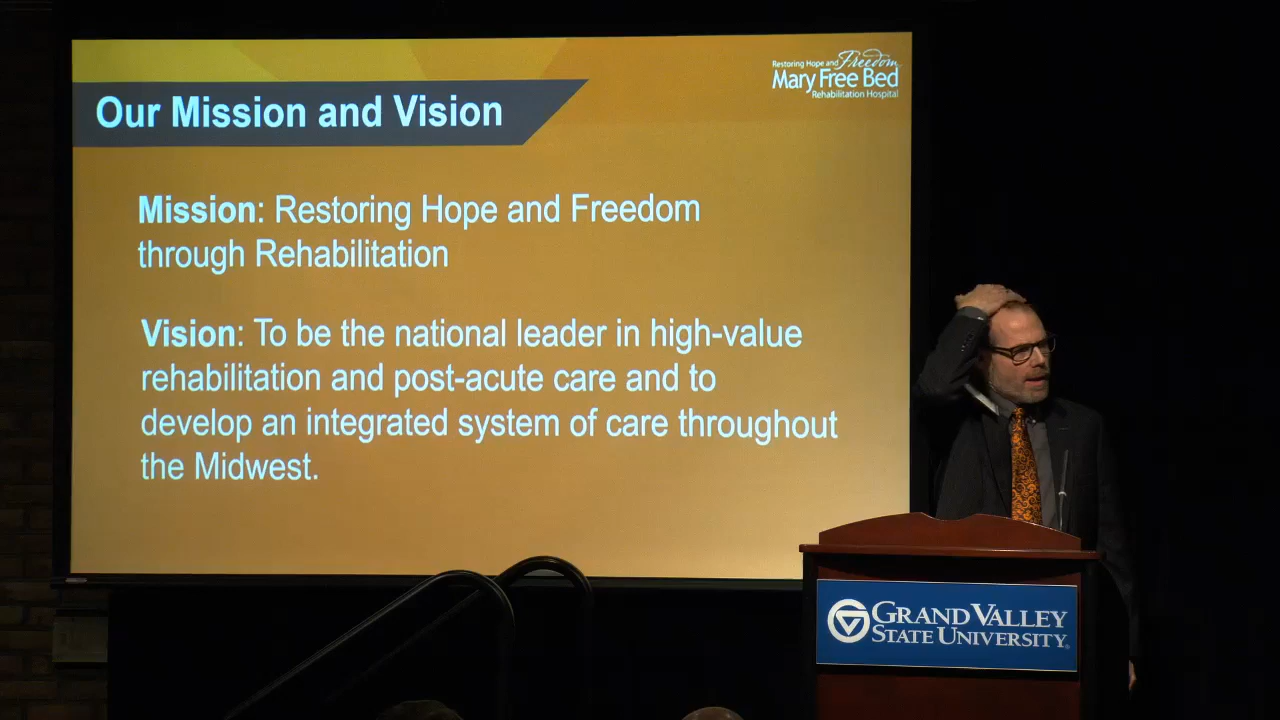 Restoring Hope and Freedom
Mary Free Bed
Rehabilitation Hospital
Our Mission and Vision
Mission: Restoring Hope and Freedom
through Rehabilitation
Vision: To be the national leader in high-value
rehabilitation and post-acute care and to
develop an integrated system of care throughout
the Midwest.
GRAND VALLEY
STATE UNIVERSITY